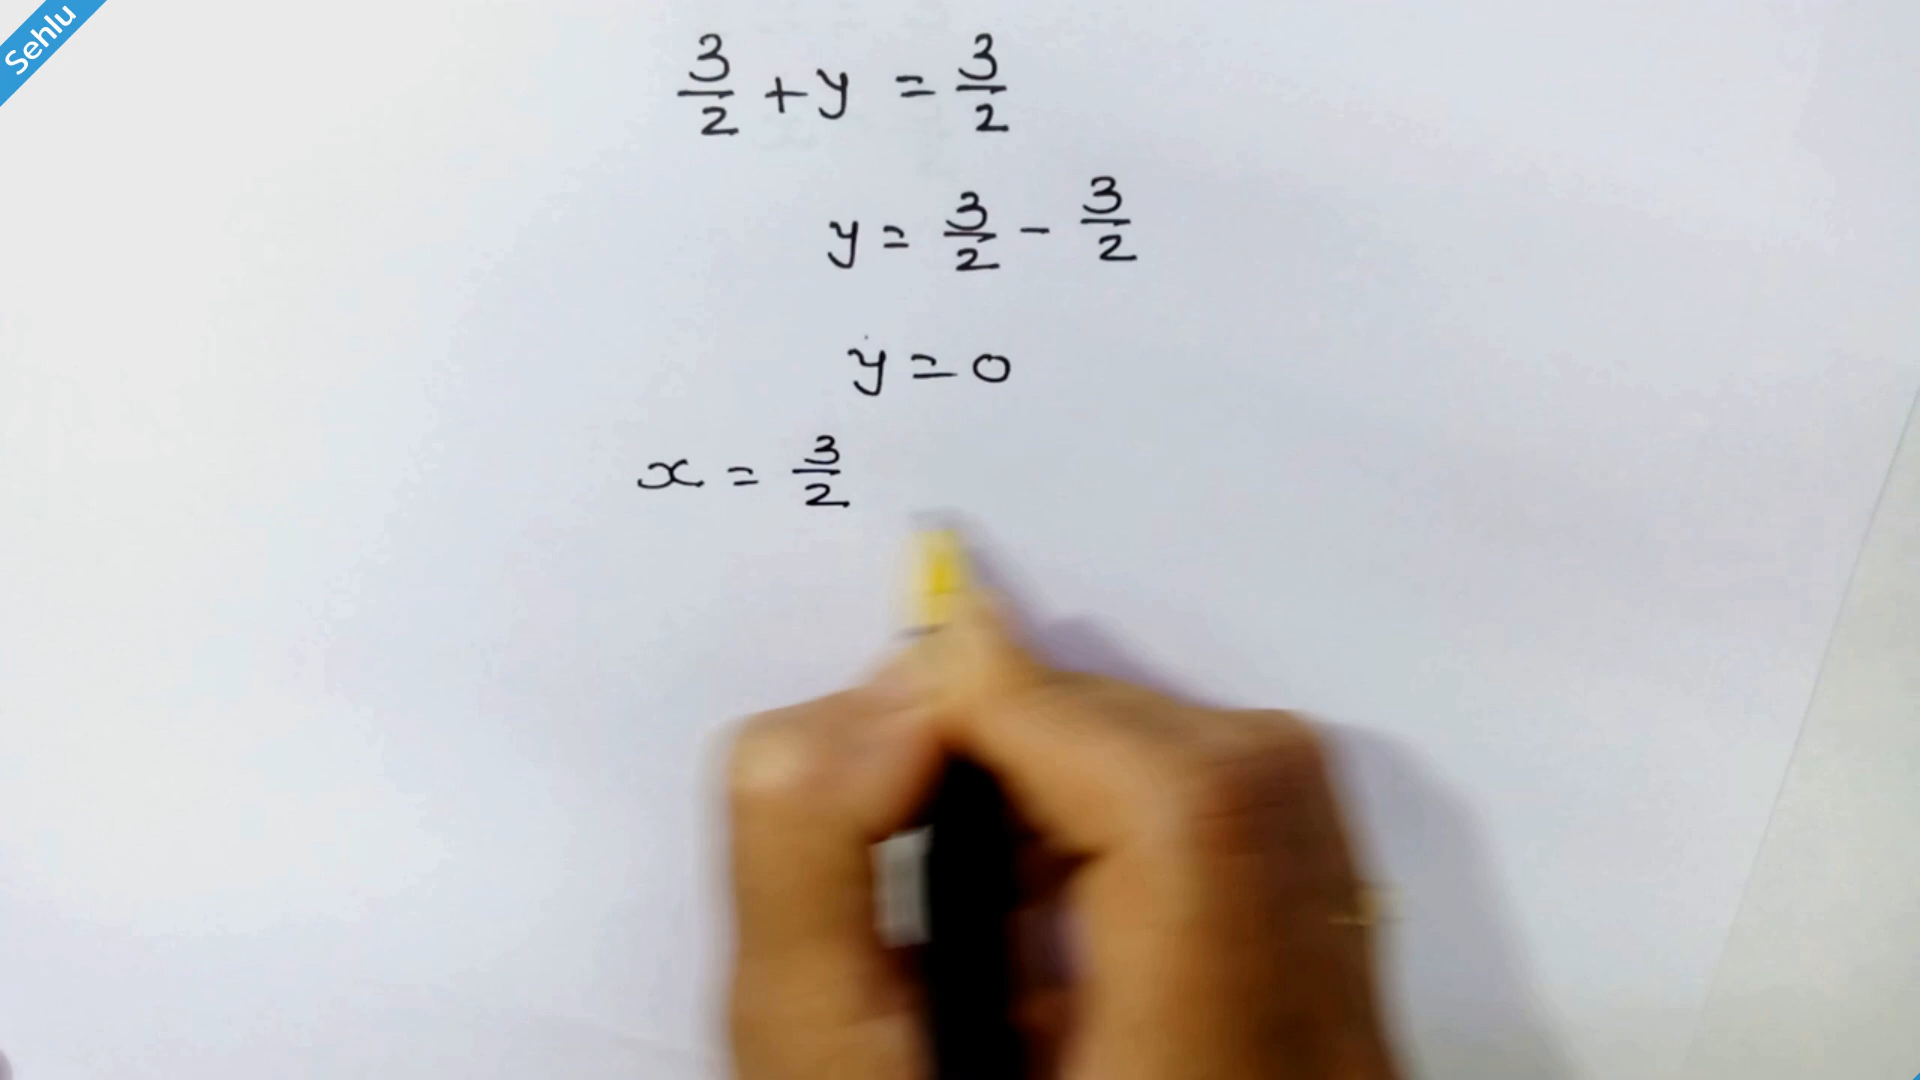 Sehlu
3/2 + y = 3/2
y = 3/2 - 3/2
y = 0
x = 3/2